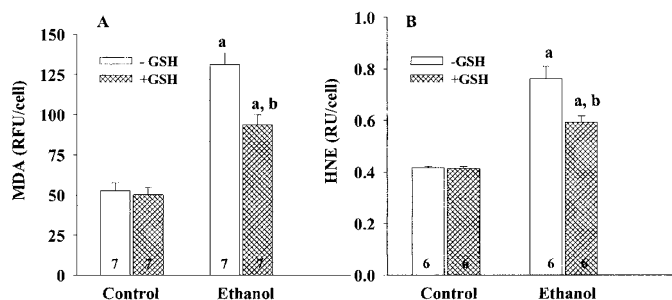 A
- GSH
+GSH
a
a, b
MDA (RFU/cell)
150
125
100
75
50
25
0
7 7 7 7
Control Ethanol
B
-GSH
+GSH
a
a, b
HNE (RU/cell)
1.0
0.8
0.6
0.4
0.2
0.0
6 6 6 6
Control Ethanol